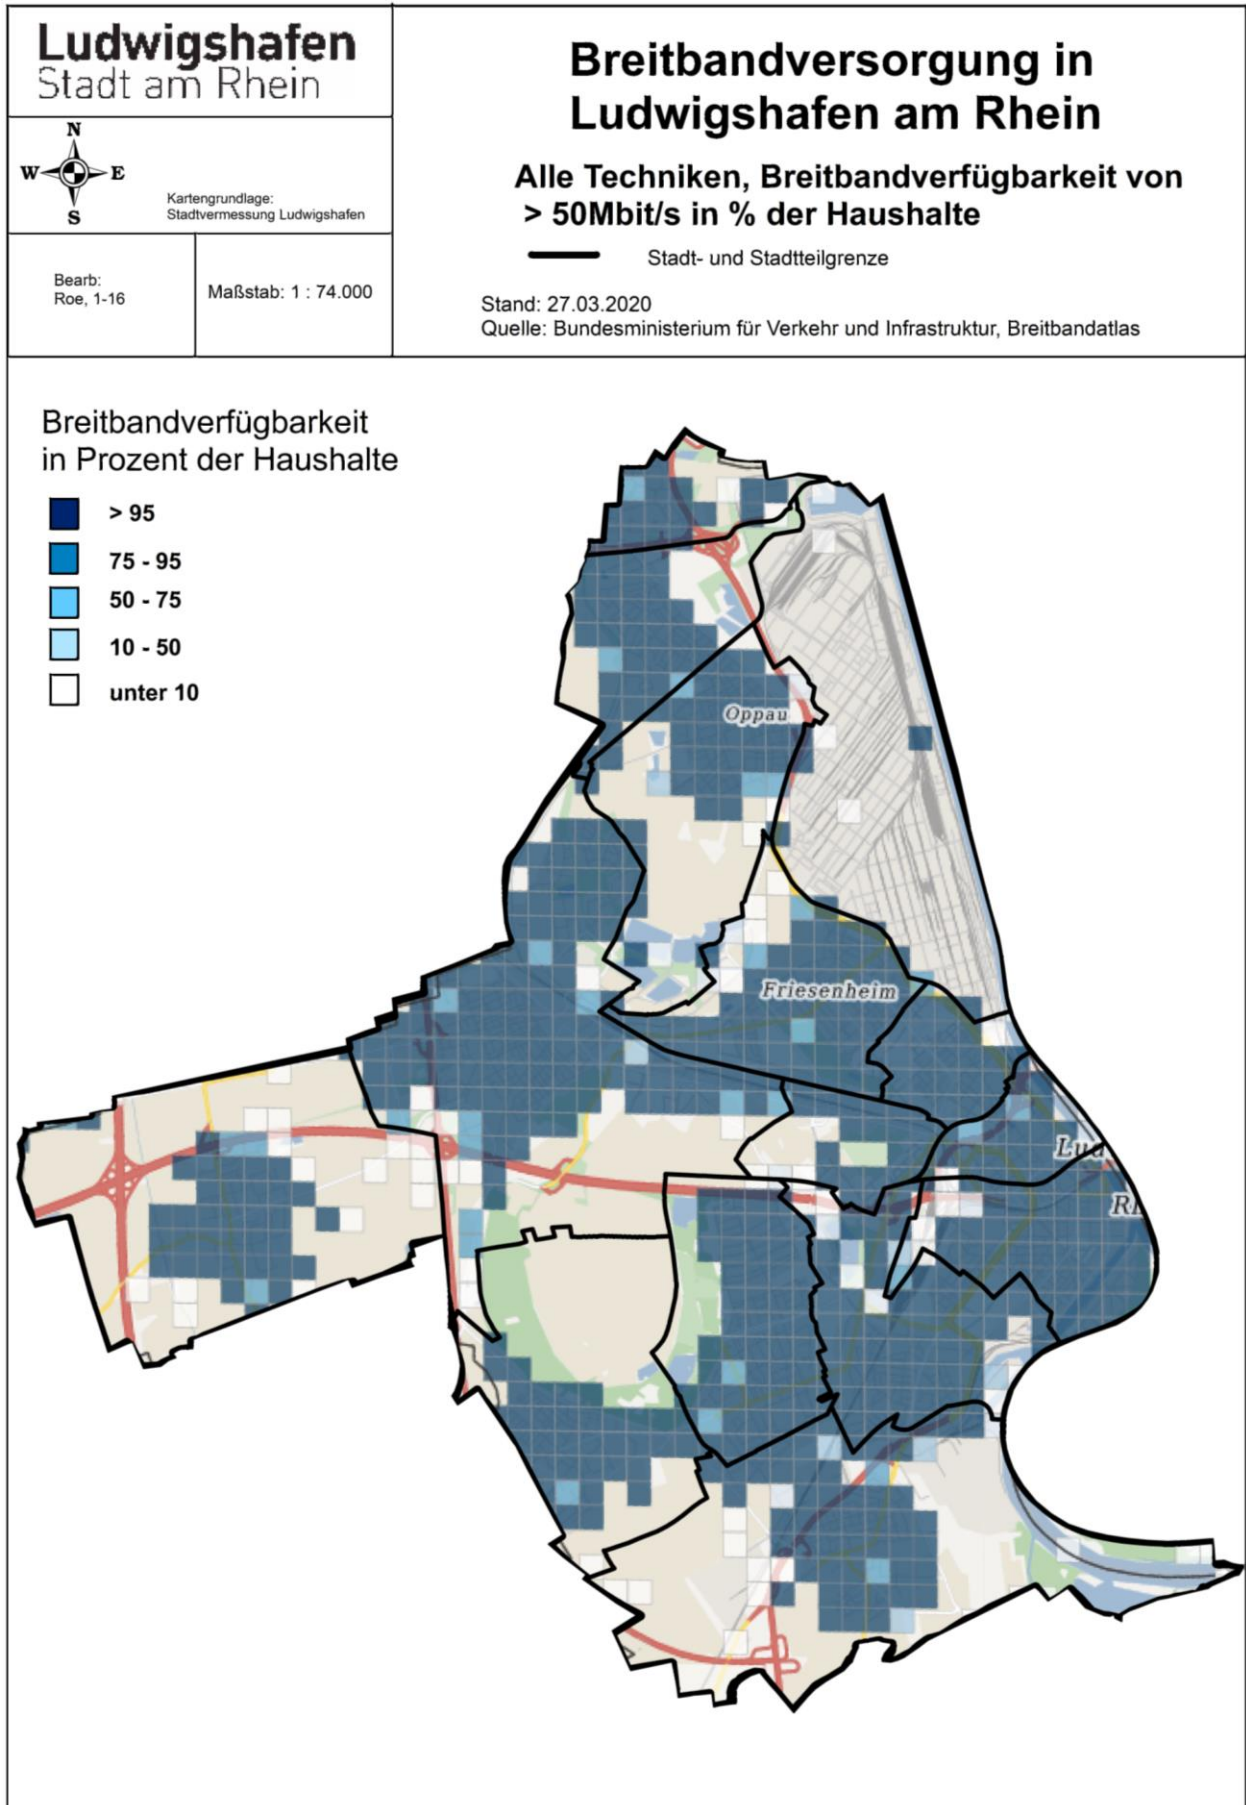 Ludwigshafen
Stadt am Rhein
N
W E
S
Kartengrundlage:
Stadtvermessung Ludwigshafen
Bearb:
Roe, 1-16
Maßstab: 1 : 74.000
Breitbandversorgung in
Ludwigshafen am Rhein
Alle Techniken, Breitbandverfügbarkeit von
> 50Mbit/s in % der Haushalte
Stadt- und Stadtteilgrenze
Stand: 27.03.2020
Quelle: Bundesministerium für Verkehr und Infrastruktur, Breitbandatlas
Breitbandverfügbarkeit
in Prozent der Haushalte
> 95
75 - 95
50 - 75
10 - 50
unter 10
Oppau
Friesenheim
Lud